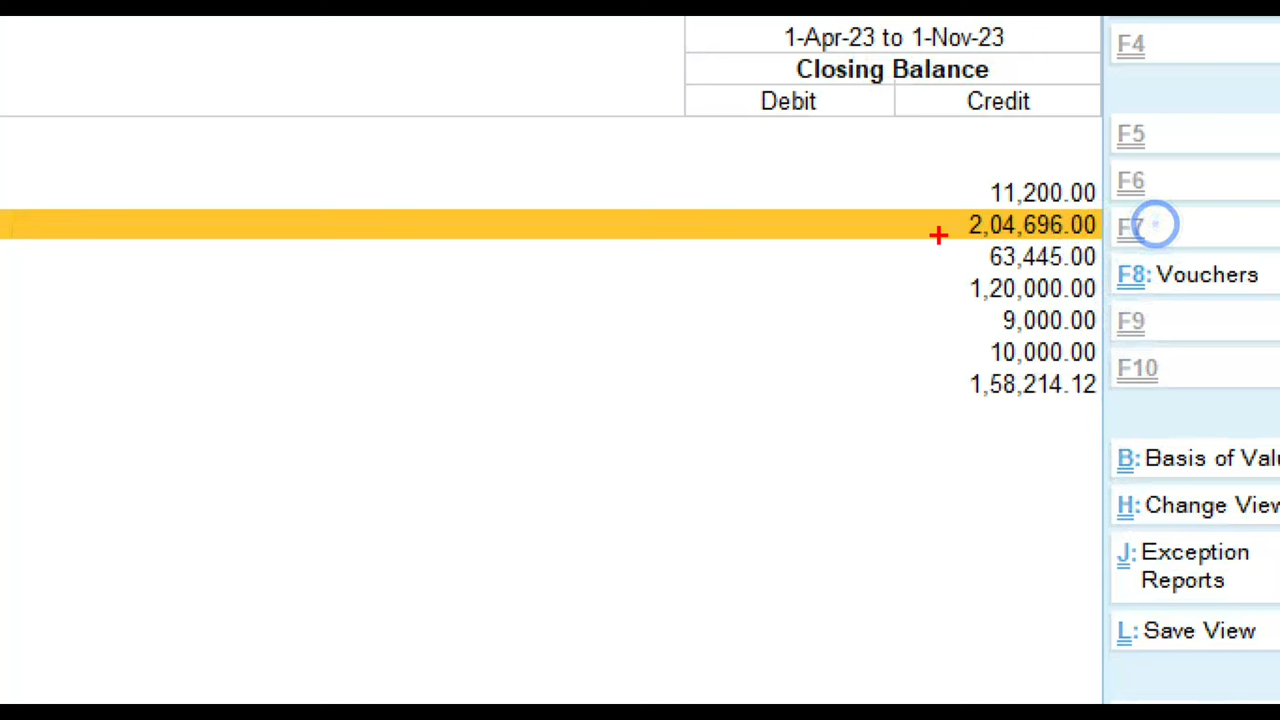 1-Apr-23 to 1-Nov-23
Closing Balance
Debit Credit
11,200.00
2,04,696.00
63,445.00
1,20,000.00
9,000.00
10,000.00
1,58,214.12
F4
F5
F6
F7
F8: Vouchers
F9
F10
B: Basis of Valu
H: Change View
J: Exception
Reports
L: Save View